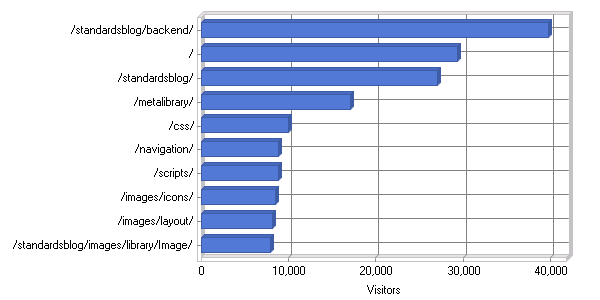 /standardsblog/backend/
/
/standardsblog/
/metalibrary/
/css/
/navigation/
/scripts/
/images/icons/
/images/layout/
/standardsblog/images/library/Image/
0 10,000 20,000 30,000 40,000
Visitors